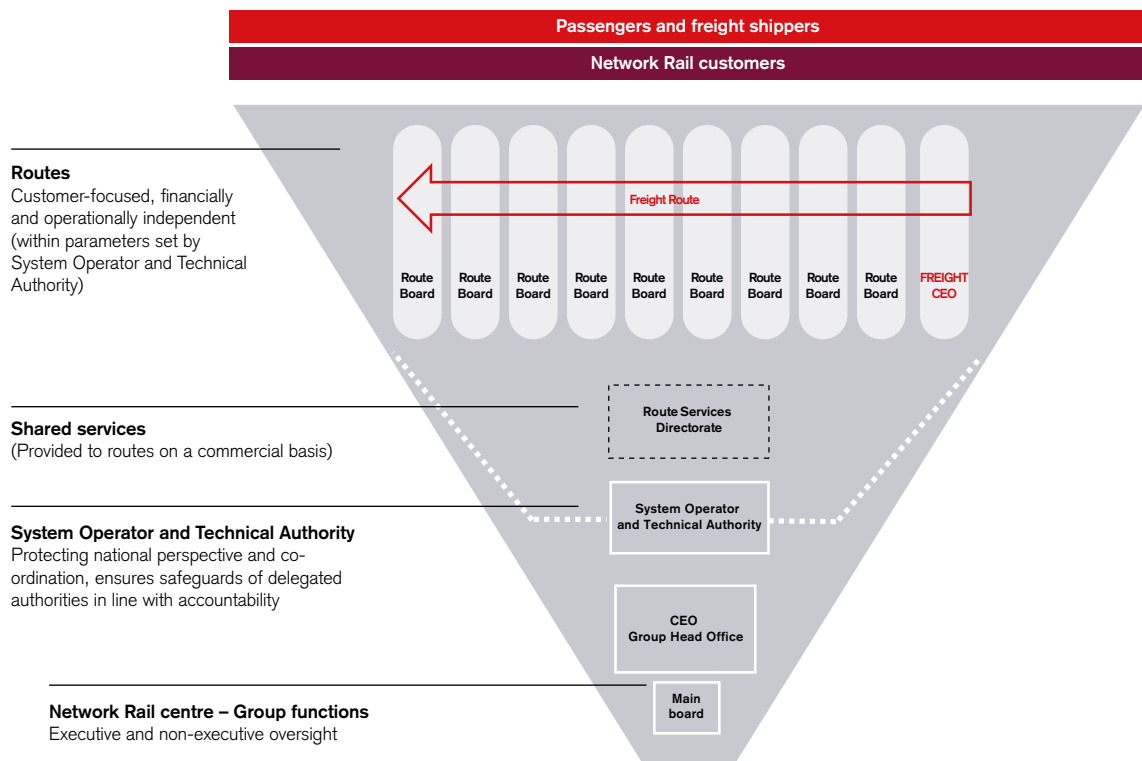 Passengers and freight shippers
Network Rail customers
Routes
Customer-focused, financially
and operationally independent
(within parameters set by
System Operator and Technical
Authority)
Freight Route
Route
Board
Route
Board
Route
Board
Route
Board
Route
Board
Route
Board
Route
Board
Route
Board
Route
Board
FREIGHT
CEO
Shared services
(Provided to routes on a commercial basis)
Route Services
Directorate
System Operator and Technical Authority
Protecting national perspective and co-
ordination, ensures safeguards of delegated
authorities in line with accountability
System Operator
and Technical Authority
CEO
Group Head Office
Network Rail centre – Group functions
Executive and non-executive oversight
Main
board